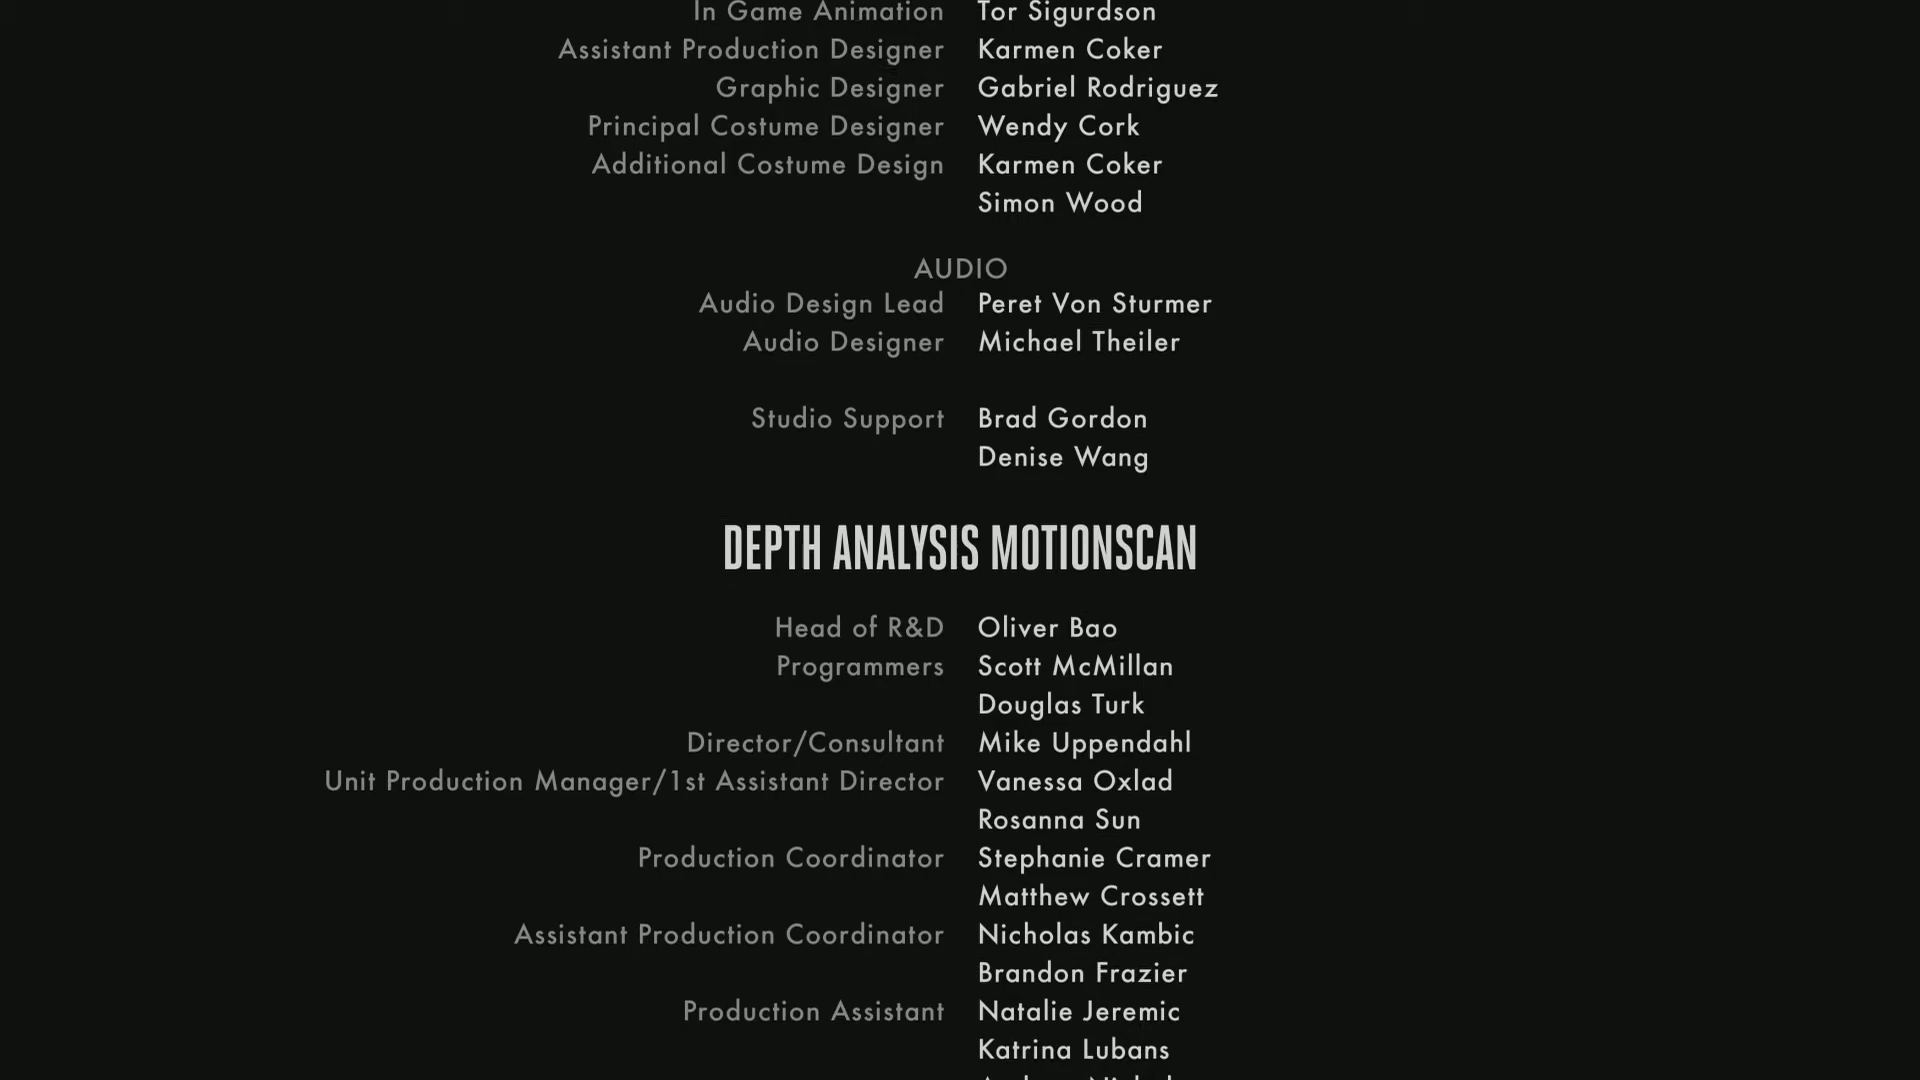 In Game Animation Tor Sigurdson
Assistant Production Designer Karmen Coker
Graphic Designer Gabriel Rodriguez
Principal Costume Designer Wendy Cork
Additional Costume Design Karmen Coker
Simon Wood
AUDIO
Audio Design Lead Peret Von Sturmer
Audio Designer Michael Theiler
Studio Support Brad Gordon
Denise Wang
DEPTH ANALYSIS MOTIONSCAN
Head of R&D Oliver Bao
Programmers Scott McMillan
Douglas Turk
Director/Consultant Mike Uppendahl
Unit Production Manager/1st Assistant Director Vanessa Oxlad
Rosanna Sun
Production Coordinator Stephanie Cramer
Matthew Crossett
Assistant Production Coordinator Nicholas Kambic
Brandon Frazier
Production Assistant Natalie Jeremic
Katrina Lubans